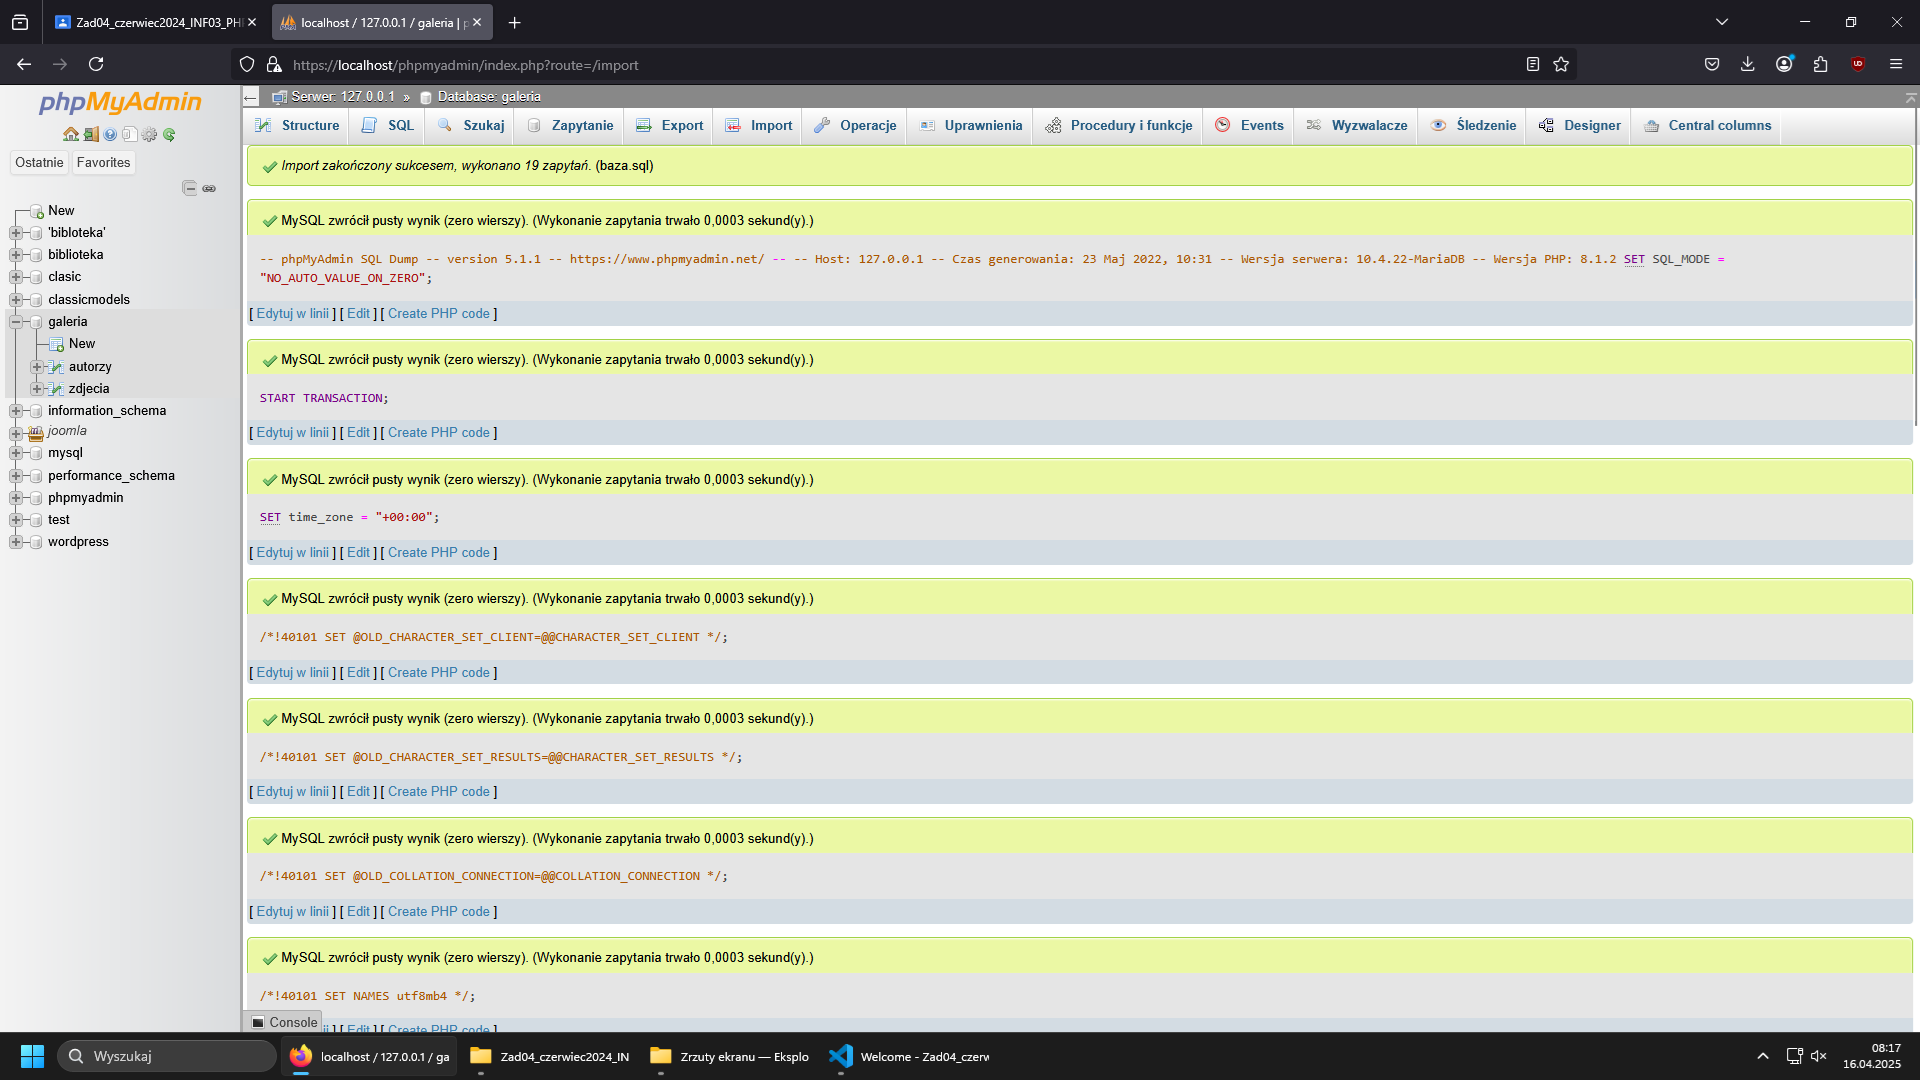 Zad04_czerwiec2024_INF03_PH
localhost / 127.0.0.1 / galeria | p
https://localhost/phpmyadmin/index.php?route=/import
phpMyAdmin
Ostatnie
Favorites
New
'bibloteka'
biblioteka
clasic
classicmodels
galeria
New
autorzy
zdjecia
information_schema
joomla
mysql
performance_schema
phpmyadmin
test
wordpress
Serwer: 127.0.0.1 » Database: galeria
Structure SQL Szukaj Zapytanie Export Import Operacje Uprawnienia Procedury i funkcje Events Wyzwalacze Śledzenie Designer Central columns
Import zakończony sukcesem, wykonano 19 zapytań. (baza.sql)
MySQL zwrócił pusty wynik (zero wierszy). (Wykonanie zapytania trwało 0,0003 sekund(y).)
-- phpMyAdmin SQL Dump -- version 5.1.1 -- https://www.phpmyadmin.net/ -- -- Host: 127.0.0.1 -- Czas generowania: 23 Maj 2022, 10:31 -- Wersja serwera: 10.4.22-MariaDB -- Wersja PHP: 8.1.2 SET SQL_MODE =
"NO_AUTO_VALUE_ON_ZERO";
[ Edytuj w linii ] [ Edit ] [ Create PHP code ]
MySQL zwrócił pusty wynik (zero wierszy). (Wykonanie zapytania trwało 0,0003 sekund(y).)
START TRANSACTION;
[ Edytuj w linii ] [ Edit ] [ Create PHP code ]
MySQL zwrócił pusty wynik (zero wierszy). (Wykonanie zapytania trwało 0,0003 sekund(y).)
SET time_zone = "+00:00";
[ Edytuj w linii ] [ Edit ] [ Create PHP code ]
MySQL zwrócił pusty wynik (zero wierszy). (Wykonanie zapytania trwało 0,0003 sekund(y).)
/*!40101 SET @OLD_CHARACTER_SET_CLIENT=@@CHARACTER_SET_CLIENT */;
[ Edytuj w linii ] [ Edit ] [ Create PHP code ]
MySQL zwrócił pusty wynik (zero wierszy). (Wykonanie zapytania trwało 0,0003 sekund(y).)
/*!40101 SET @OLD_CHARACTER_SET_RESULTS=@@CHARACTER_SET_RESULTS */;
[ Edytuj w linii ] [ Edit ] [ Create PHP code ]
MySQL zwrócił pusty wynik (zero wierszy). (Wykonanie zapytania trwało 0,0003 sekund(y).)
/*!40101 SET @OLD_COLLATION_CONNECTION=@@COLLATION_CONNECTION */;
[ Edytuj w linii ] [ Edit ] [ Create PHP code ]
MySQL zwrócił pusty wynik (zero wierszy). (Wykonanie zapytania trwało 0,0003 sekund(y).)
/*!40101 SET NAMES utf8mb4 */;
Console ii ] [ Edit ] [ Create PHP code ]
Wyszukaj
localhost / 127.0.0.1 / ga
Zad04_czerwiec2024_IN
Zrzuty ekranu — Eksplo
Welcome - Zad04_czerw
08:17
16.04.2025